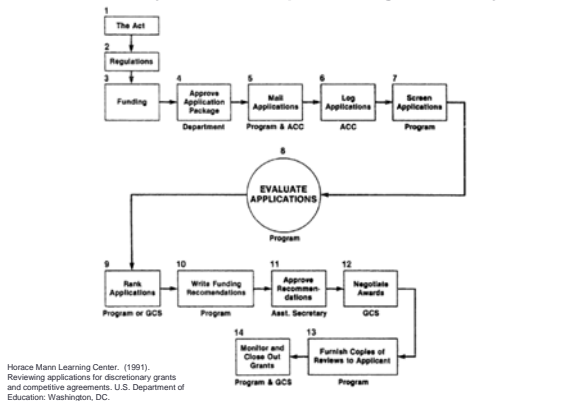 1
The Act
2
Regulations
3
Funding
4
Approve
Application
Package
Department
5
Mail
Applications
Program & ACC
6
Log
Applications
ACC
7
Screen
Applications
Program
8
EVALUATE
APPLICATIONS
Program
9
Rank
Applications
Program or GCS
10
Write Funding
Recomendations
Program
11
Approve
Recommen-
dations
Asst. Secretary
12
Negotiate
Awards
GCS
13
Furnish Copies of
Reviews to Applicant
Program
14
Monitor and
Close Out
Grants
Program & GCS
Horace Mann Learning Center. (1991).
Reviewing applications for discretionary grants
and competitive agreements. U.S. Department of
Education: Washington, DC.